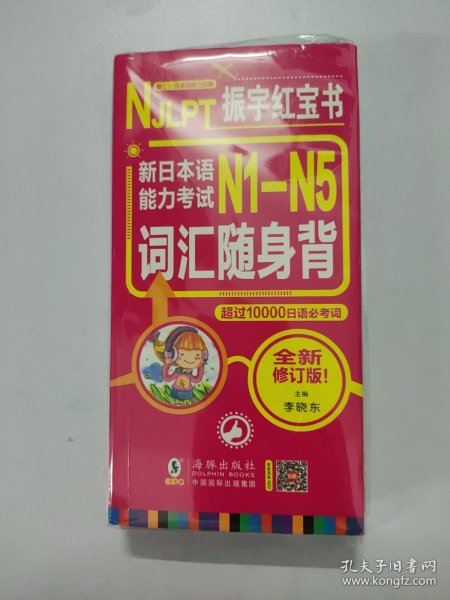 NJLPT 振宇红宝书
新日本语
能力考试
N1-N5
词汇随身背
超过10000日语必考词
全新
修订版!
主编
李晓东
海豚出版社
DOLPHIN BOOKS
中国国际出版集团
CIPG
孔夫子旧书网
www.kongfz.com